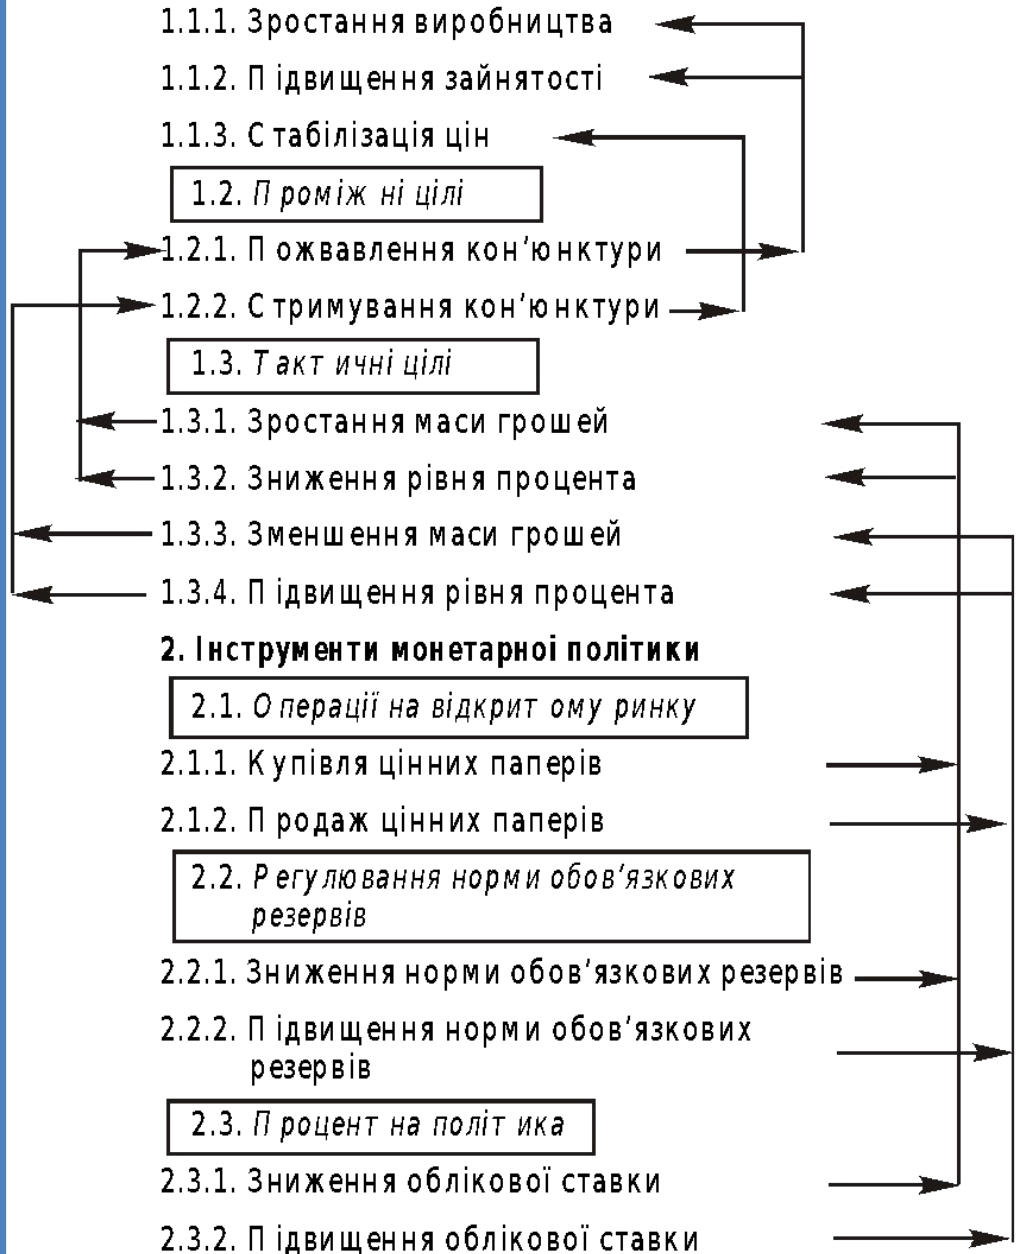 1.1.1. Зростання виробництва
1.1.2. Підвищення зайнятості
1.1.3. Стабілізація цін
1.2. Проміжні цілі
1.2.1. Пожвавлення кон’юнктури
1.2.2. Стримування кон’юнктури
1.3. Тактичні цілі
1.3.1. Зростання маси грошей
1.3.2. Зниження рівня процента
1.3.3. Зменшення маси грошей
1.3.4. Підвищення рівня процента
2. Інструменти монетарноі політики
2.1. Операції на відкритому ринку
2.1.1. Купівля цінних паперів
2.1.2. Продаж цінних паперів
2.2. Регулювання норми обов’язкових
резервів
2.2.1. Зниження норми обов’язкових резервів
2.2.2. Підвищення норми обов’язкових
резервів
2.3. Процентна політика
2.3.1. Зниження облікової ставки
2.3.2. Підвищення облікової ставки